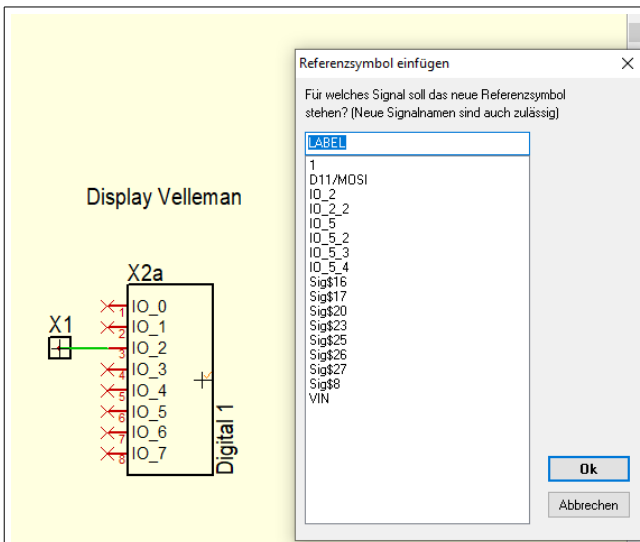 Referenzsymbol einfügen
Für welches Signal soll das neue Referenzsymbol
stehen? (Neue Signalnamen sind auch zulässig)
LABEL
1
D11/MOSI
IO_2
IO_2_2
IO_5
IO_5_2
IO_5_3
IO_5_4
Sig$16
Sig$17
Sig$20
Sig$23
Sig$25
Sig$26
Sig$27
Sig$8
VIN
Ok
Abbrechen
Display Velleman
X2a
X1
1 IO_0
2 IO_1
3 IO_2
4 IO_3
5 IO_4
6 IO_5
7 IO_6
8 IO_7
Digital 1